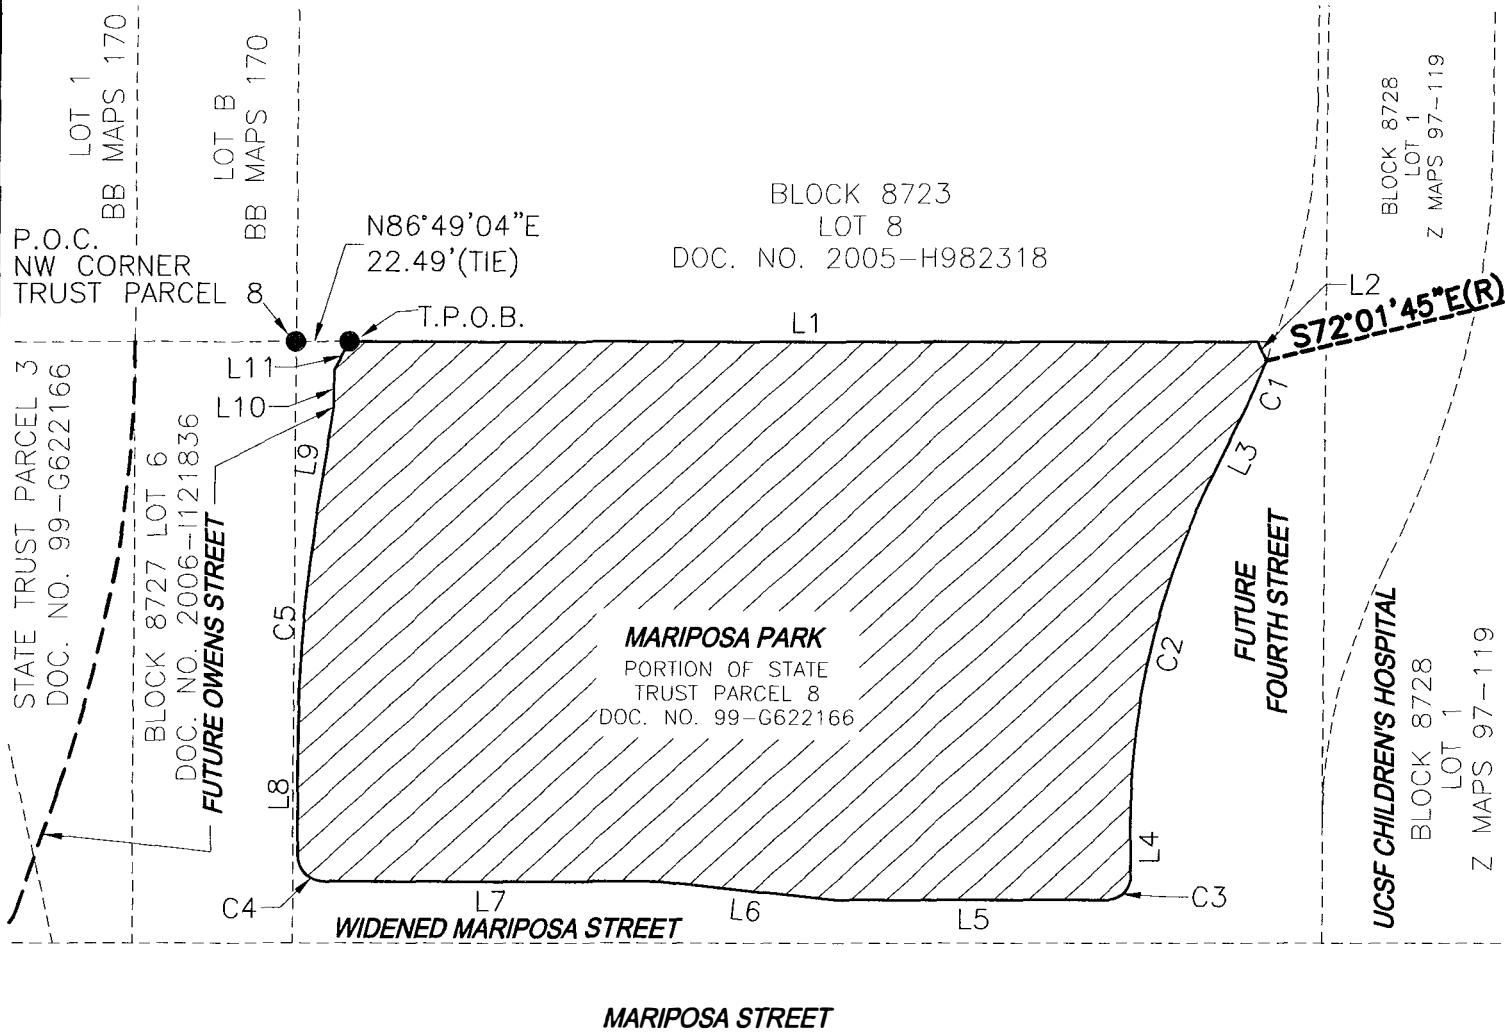 LOT 1
BB MAPS 170
LOT B
BB MAPS 170
BLOCK 8728
LOT 1
Z MAPS 97-119
BLOCK 8723
LOT 8
DOC. NO. 2005-H982318
N86°49'04"E
22.49'(TIE)
P.O.C.
NW CORNER
TRUST PARCEL 8
T.P.O.B.
L1
L2
S72°01'45"E(R)
L11
L10
L9
C1
L3
STATE TRUST PARCEL 3
DOC. NO. 99-G622166
BLOCK 8727 LOT 6
DOC. NO. 2006-I121836
FUTURE OWENS STREET
C5
MARIPOSA PARK
PORTION OF STATE
TRUST PARCEL 8
DOC. NO. 99-G622166
C2
FUTURE
FOURTH STREET
UCSF CHILDREN'S HOSPITAL
BLOCK 8728
LOT 1
Z MAPS 97-119
L8
L4
C4
L7
L6
L5
C3
WIDENED MARIPOSA STREET
MARIPOSA STREET